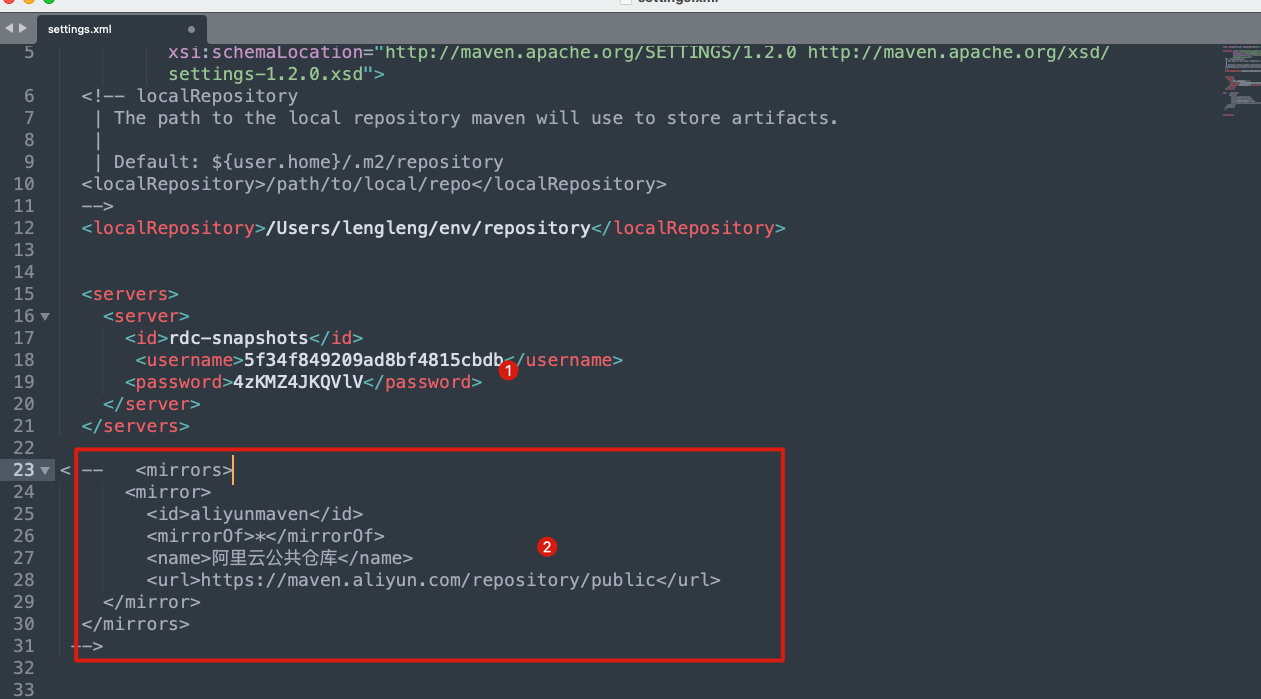 settings.xml
5 xsi:schemaLocation="http://maven.apache.org/SETTINGS/1.2.0 http://maven.apache.org/xsd/
settings-1.2.0.xsd">
6 <!-- localRepository
7 | The path to the local repository maven will use to store artifacts.
8 |
9 | Default: ${user.home}/.m2/repository
10 <localRepository>/path/to/local/repo</localRepository>
11 -->
12 <localRepository>/Users/lengleng/env/repository</localRepository>
13
14
15 <servers>
16 <server>
17 <id>rdc-snapshots</id>
18 <username>5f34f849209ad8bf4815cbdb</username>
1
19 <password>4zKMZ4JKQVlV</password>
20 </server>
21 </servers>
22
23 < -- <mirrors>
24 <mirror>
25 <id>aliyunmaven</id>
26 <mirrorOf>*</mirrorOf>
2
27 <name>阿里云公共仓库</name>
28 <url>https://maven.aliyun.com/repository/public</url>
29 </mirror>
30 </mirrors>
31 -->
32
33